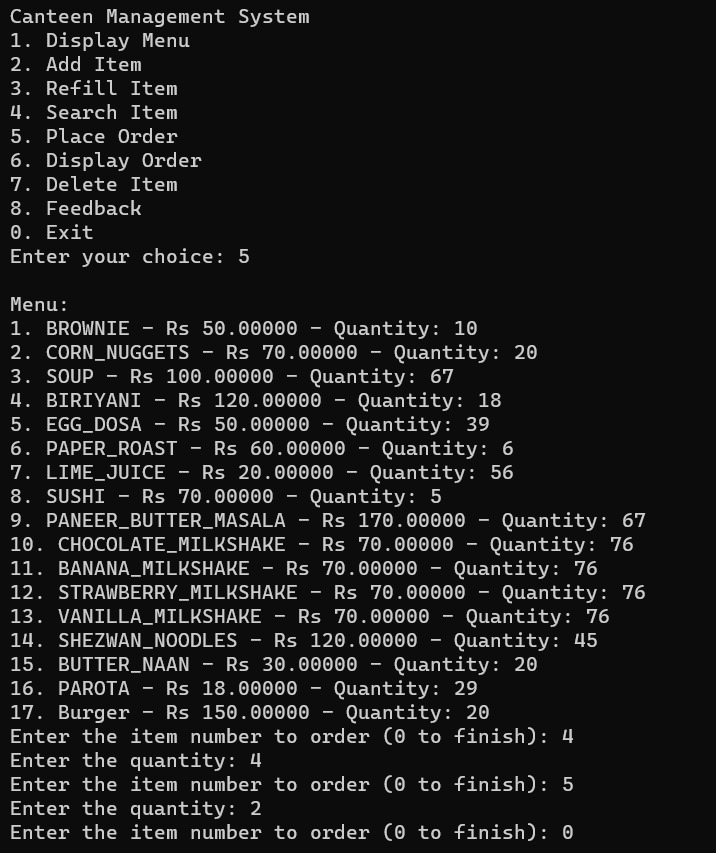 Canteen Management System
1. Display Menu
2. Add Item
3. Refill Item
4. Search Item
5. Place Order
6. Display Order
7. Delete Item
8. Feedback
0. Exit
Enter your choice: 5

Menu:
1. BROWNIE - Rs 50.00000 - Quantity: 10
2. CORN_NUGGETS - Rs 70.00000 - Quantity: 20
3. SOUP - Rs 100.00000 - Quantity: 67
4. BIRIYANI - Rs 120.00000 - Quantity: 18
5. EGG_DOSA - Rs 50.00000 - Quantity: 39
6. PAPER_ROAST - Rs 60.00000 - Quantity: 6
7. LIME_JUICE - Rs 20.00000 - Quantity: 56
8. SUSHI - Rs 70.00000 - Quantity: 5
9. PANEER_BUTTER_MASALA - Rs 170.00000 - Quantity: 67
10. CHOCOLATE_MILKSHAKE - Rs 70.00000 - Quantity: 76
11. BANANA_MILKSHAKE - Rs 70.00000 - Quantity: 76
12. STRAWBERRY_MILKSHAKE - Rs 70.00000 - Quantity: 76
13. VANILLA_MILKSHAKE - Rs 70.00000 - Quantity: 76
14. SHEZWAN_NOODLES - Rs 120.00000 - Quantity: 45
15. BUTTER_NAAN - Rs 30.00000 - Quantity: 20
16. PAROTA - Rs 18.00000 - Quantity: 29
17. Burger - Rs 150.00000 - Quantity: 20
Enter the item number to order (0 to finish): 4
Enter the quantity: 4
Enter the item number to order (0 to finish): 5
Enter the quantity: 2
Enter the item number to order (0 to finish): 0